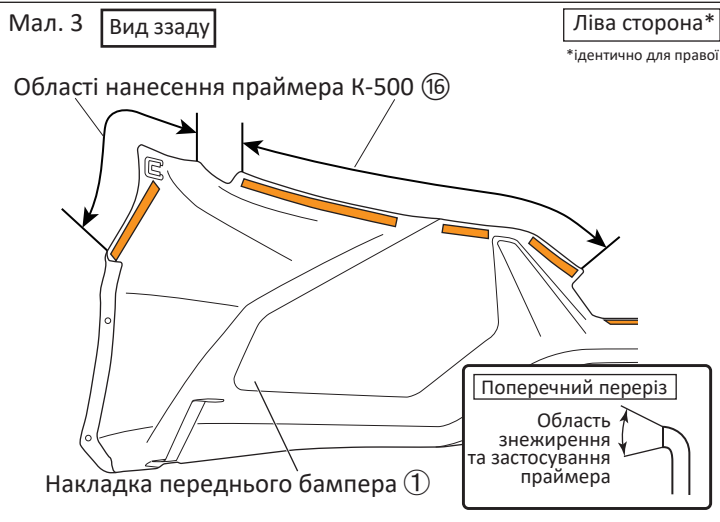 Мал. 3
Вид ззаду
Ліва сторона*
*ідентично для правої
Області нанесення праймера К-500 ⑯
Поперечний переріз
Область
знежирення
та застосування
праймера
Накладка переднього бампера ①